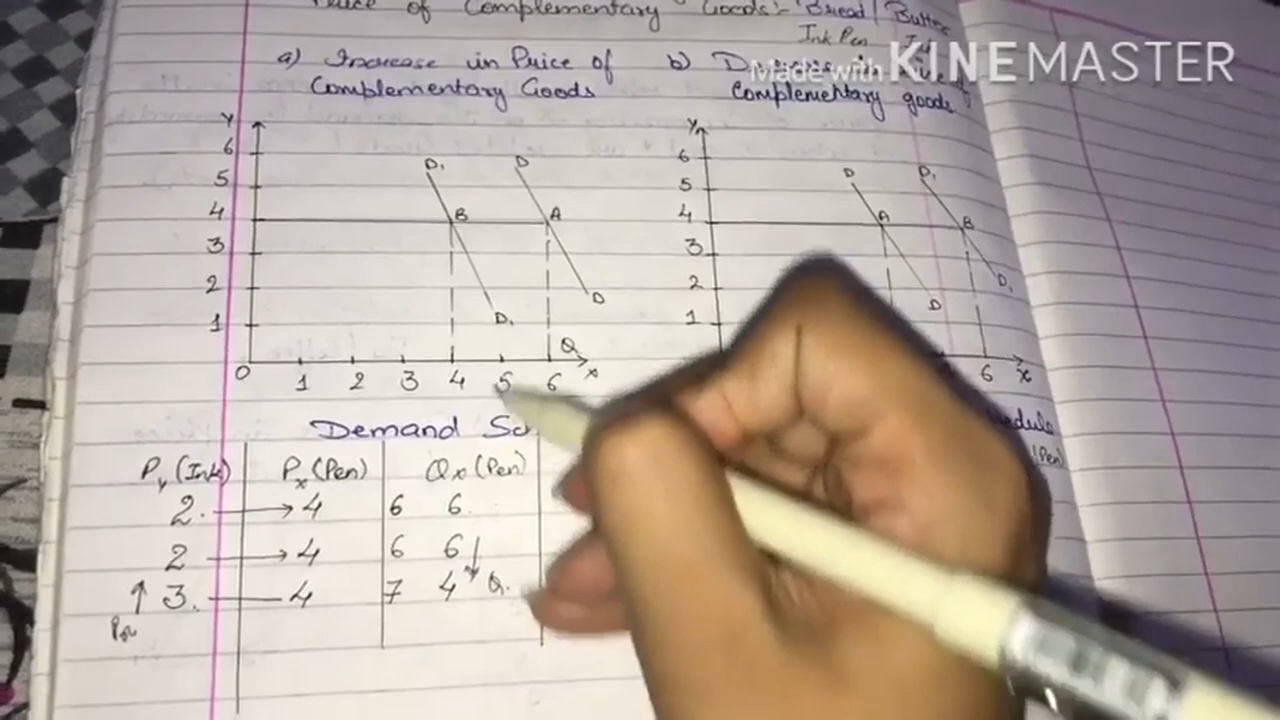 Price of Complementary Goods:- Bread / Butter
Ink Pen
Made with KINEMASTER
a) Increase in Price of
Complementary Goods
b)
Complementary goods
Y
6
5
4
3
2
1
0 1 2 3 4 5 6 x
Q
D₁ D
B A
D₁ D
Y
6
5
4
3
2
1
6 x
D D₁
A B
D D₁
Demand
Py (Ink) Px (Pen) Qx (Pen)
2 → 4 6 6
2 → 4 6 6 ↓
↑ 3 — 4 7 4 Q.
(Pen)